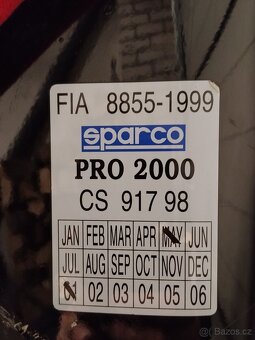 FIA 8855-1999
sparco
PRO 2000
CS 917 98
JAN FEB MAR APR MAY JUN
JUL AUG SEP OCT NOV DEC
01 02 03 04 05 06
Bazos.cz